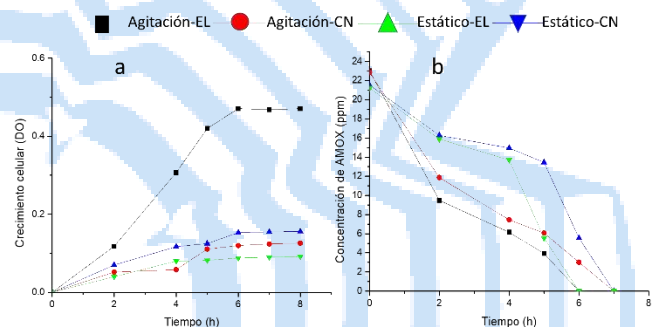 Agitación-EL Agitación-CN Estático-EL Estático-CN
a
Crecimiento celular (DO)
0.6
0.4
0.2
0.0
0 2 4 6 8
Tiempo (h)
b
Concentración de AMOX (ppm)
24
22
20
18
16
14
12
10
8
6
4
2
0
0 2 4 6 8
Tiempo (h)